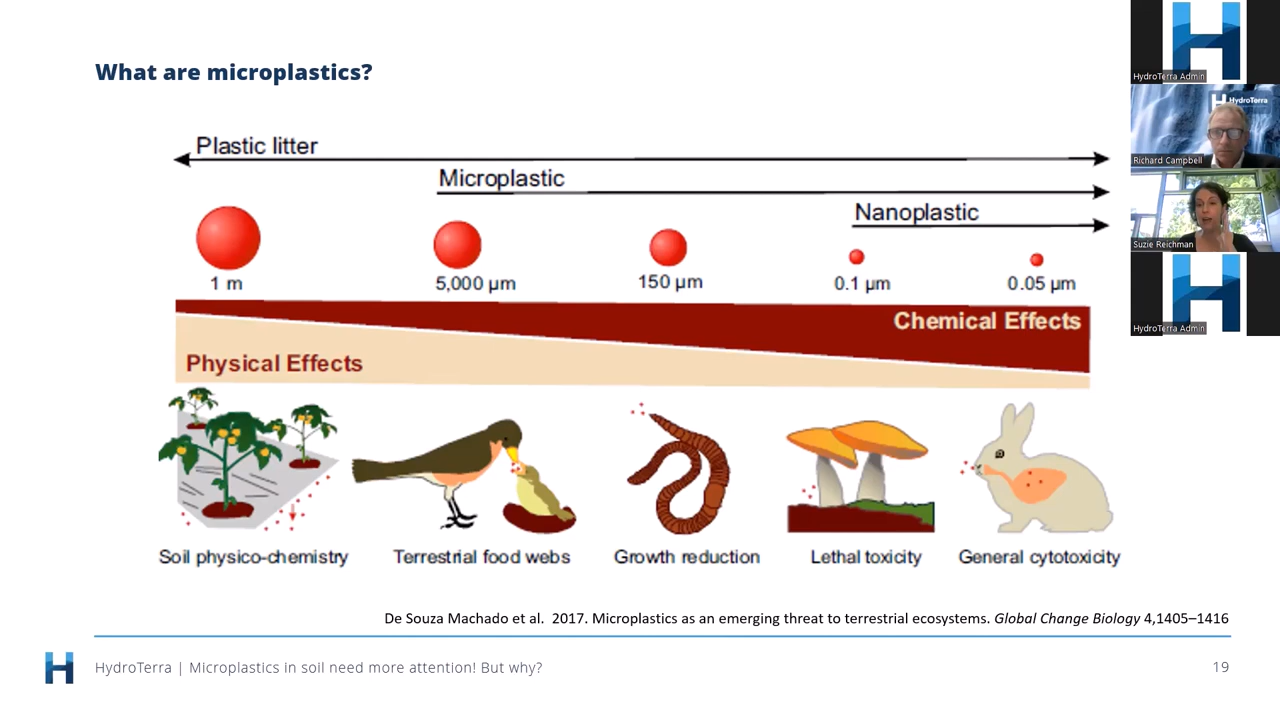 What are microplastics?
Plastic litter
Microplastic
Nanoplastic
1 m
5,000 µm
150 µm
0.1 µm
0.05 µm
Chemical Effects
Physical Effects
Soil physico-chemistry
Terrestrial food webs
Growth reduction
Lethal toxicity
General cytotoxicity
De Souza Machado et al.  2017. Microplastics as an emerging threat to terrestrial ecosystems. Global Change Biology 4,1405–1416
HydroTerra | Microplastics in soil need more attention! But why?
19
HydroTerra Admin
HydroTerra
Richard Campbell
Suzie Reichman
HydroTerra Admin